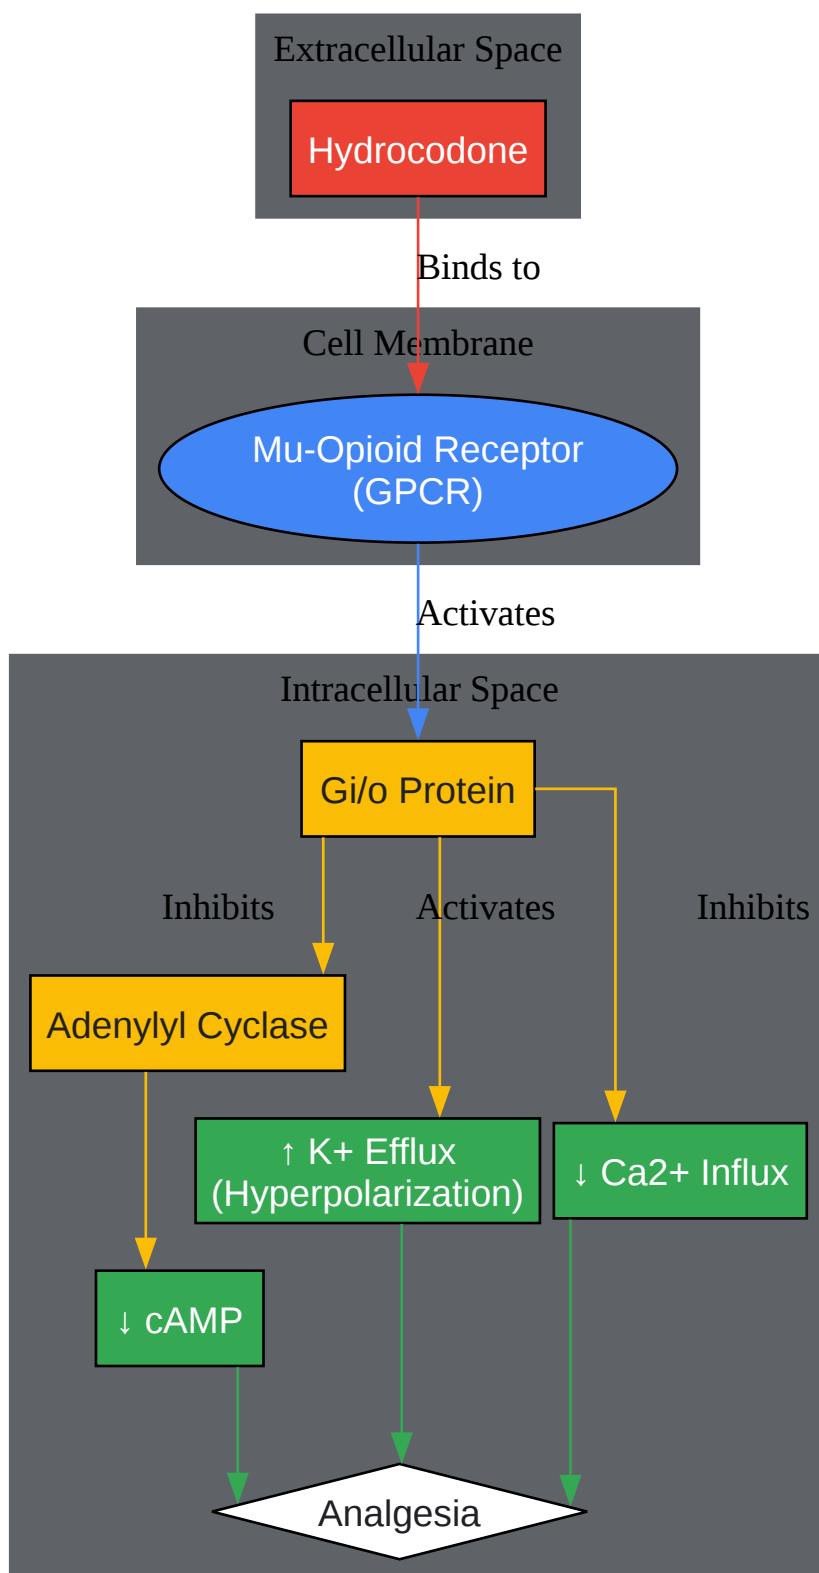 Extracellular Space
Hydrocodone
Binds to
Cell Membrane
Mu-Opioid Receptor
(GPCR)
Activates
Intracellular Space
Gi/o Protein
Inhibits
Activates
Inhibits
Adenylyl Cyclase
↑ K+ Efflux
(Hyperpolarization)
↓ Ca2+ Influx
↓ cAMP
Analgesia